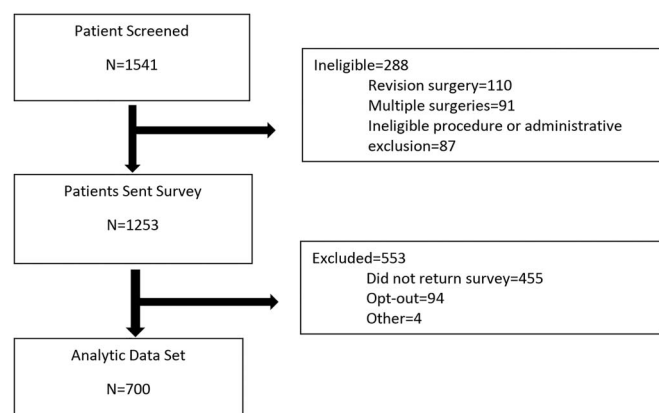 Patient Screened
N=1541
Ineligible=288
Revision surgery=110
Multiple surgeries=91
Ineligible procedure or administrative
exclusion=87
Patients Sent Survey
N=1253
Excluded=553
Did not return survey=455
Opt-out=94
Other=4
Analytic Data Set
N=700